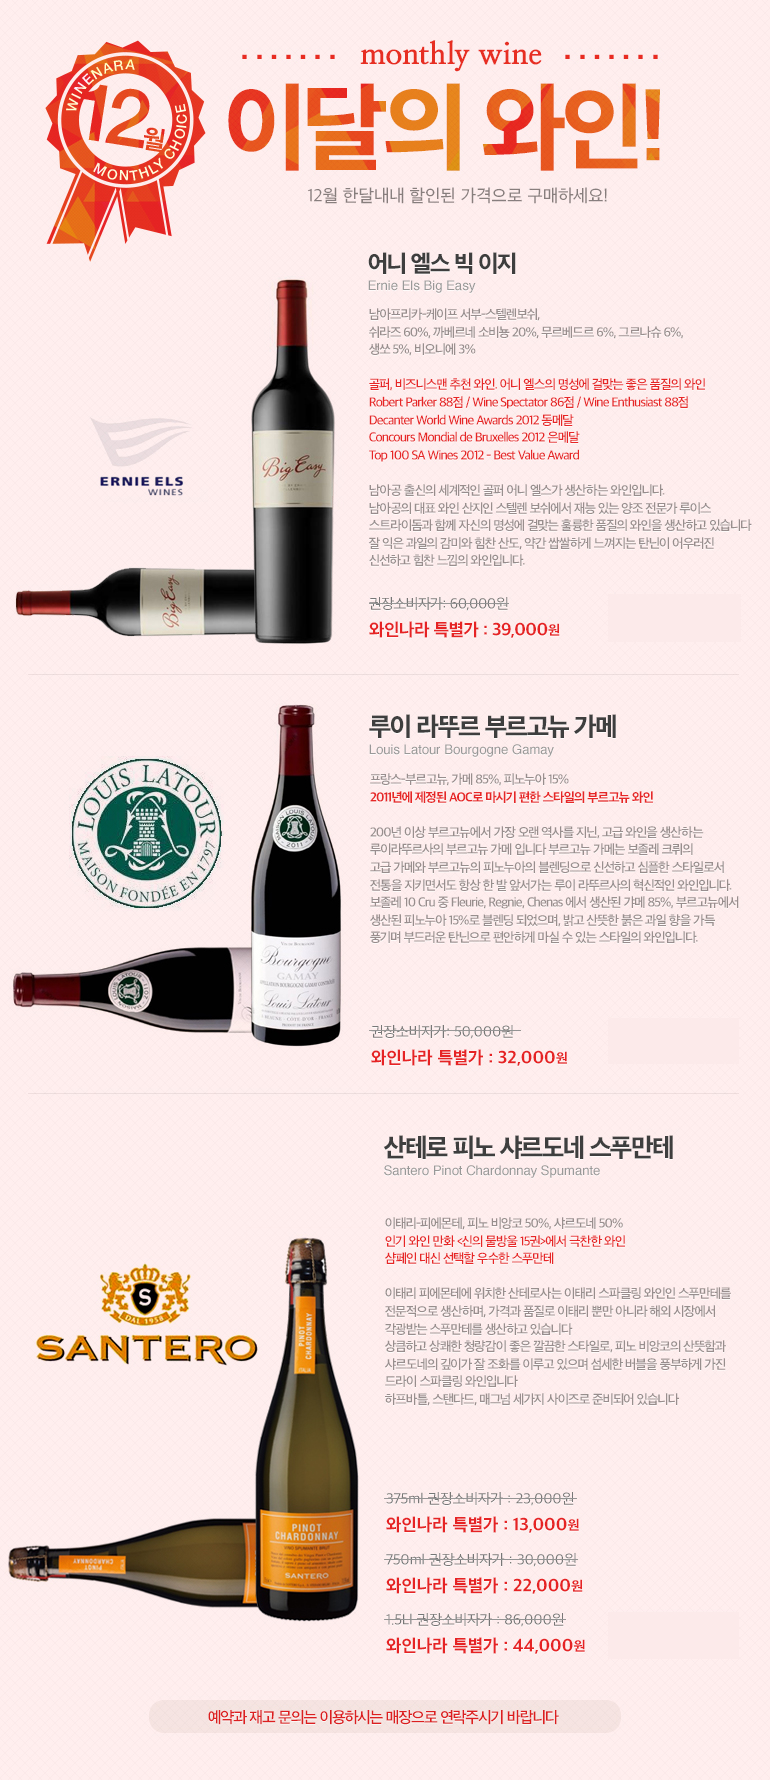 monthly wine
WINENARA
12월
MONTHLY CHOICE
이달의 와인!
12월 한달내내 할인된 가격으로 구매하세요!
어니 엘스 빅 이지
Ernie Els Big Easy
남아프리카-케이프 서부-스텔렌보쉬,
쉬라즈 60%, 까베르네 소비뇽 20%, 무르베드르 6%, 그르나슈 6%,
생쏘 5%, 비오니에 3%
골퍼, 비즈니스맨 추천 와인. 어니 엘스의 명성에 걸맞는 좋은 품질의 와인
Robert Parker 88점 / Wine Spectator 86점 / Wine Enthusiast 88점
Decanter World Wine Awards 2012 동메달
Concours Mondial de Bruxelles 2012 은메달
Top 100 SA Wines 2012 - Best Value Award
남아공 출신의 세계적인 골퍼 어니 엘스가 생산하는 와인입니다.
남아공의 대표 와인 산지인 스텔렌 보쉬에서 재능 있는 양조 전문가 루이스
스트라이돔과 함께 자신의 명성에 걸맞는 훌륭한 품질의 와인을 생산하고 있습니다
잘 익은 과일의 감미와 힘찬 산도, 약간 쌉쌀하게 느껴지는 탄닌이 어우러진
신선하고 힘찬 느낌의 와인입니다.
권장소비자가: 60,000원
와인나라 특별가 : 39,000원
ERNIE ELS
WINES
Big Easy
Big Easy
루이 라뚜르 부르고뉴 가메
Louis Latour Bourgogne Gamay
프랑스-부르고뉴, 가메 85%, 피노누아 15%
2011년에 제정된 AOC로 마시기 편한 스타일의 부르고뉴 와인
200년 이상 부르고뉴에서 가장 오랜 역사를 지닌, 고급 와인을 생산하는
루이라뚜르사의 부르고뉴 가메 입니다 부르고뉴 가메는 보졸레 크뤼의
고급 가메와 부르고뉴의 피노누아의 블렌딩으로 신선하고 심플한 스타일로서
전통을 지키면서도 항상 한 발 앞서가는 루이 라뚜르사의 혁신적인 와인입니다.
보졸레 10 Cru 중 Fleurie, Regnie, Chenas 에서 생산된 가메 85%, 부르고뉴에서
생산된 피노누아 15%로 블렌딩 되었으며, 밝고 산뜻한 붉은 과일 향을 가득
풍기며 부드러운 탄닌으로 편안하게 마실 수 있는 스타일의 와인입니다.
권장소비자가: 50,000원
와인나라 특별가 : 32,000원
LOUIS LATOUR
MAISON FONDÉE EN 1797
Bourgogne
GAMAY
Louis Latour
산테로 피노 샤르도네 스푸만테
Santero Pinot Chardonnay Spumante
이태리-피에몬테, 피노 비앙코 50%, 샤르도네 50%
인기 와인 만화 <신의 물방울 15권>에서 극찬한 와인
샴페인 대신 선택할 우수한 스푸만테
이태리 피에몬테에 위치한 산테로사는 이태리 스파클링 와인인 스푸만테를
전문적으로 생산하며, 가격과 품질로 이태리 뿐만 아니라 해외 시장에서
각광받는 스푸만테를 생산하고 있습니다
상큼하고 상쾌한 청량감이 좋은 깔끔한 스타일로, 피노 비앙코의 산뜻함과
샤르도네의 깊이가 잘 조화를 이루고 있으며 섬세한 버블을 풍부하게 가진
드라이 스파클링 와인입니다
하프바틀, 스탠다드, 매그넘 세가지 사이즈로 준비되어 있습니다
375ml 권장소비자가 : 23,000원
와인나라 특별가 : 13,000원
750ml 권장소비자가 : 30,000원
와인나라 특별가 : 22,000원
1.5LI 권장소비자가 : 86,000원
와인나라 특별가 : 44,000원
S
DAL 1958
SANTERO
PINOT
CHARDONNAY
PINOT
CHARDONNAY
SANTERO
PINOT
CHARDONNAY
예약과 재고 문의는 이용하시는 매장으로 연락주시기 바랍니다